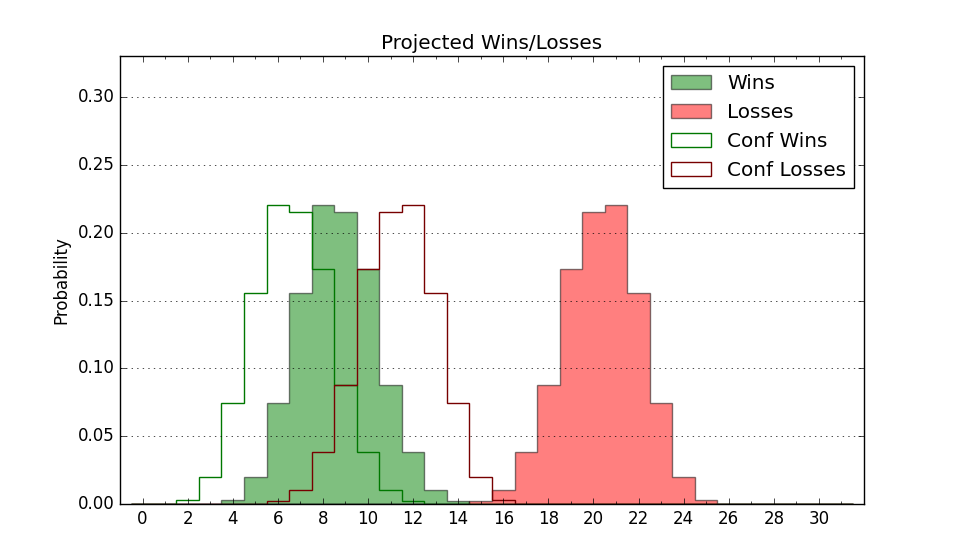 Projected Wins/Losses
Wins
Losses
Conf Wins
Conf Losses
Probability
0.30
0.25
0.20
0.15
0.10
0.05
0.00
0 2 4 6 8 10 12 14 16 18 20 22 24 26 28 30